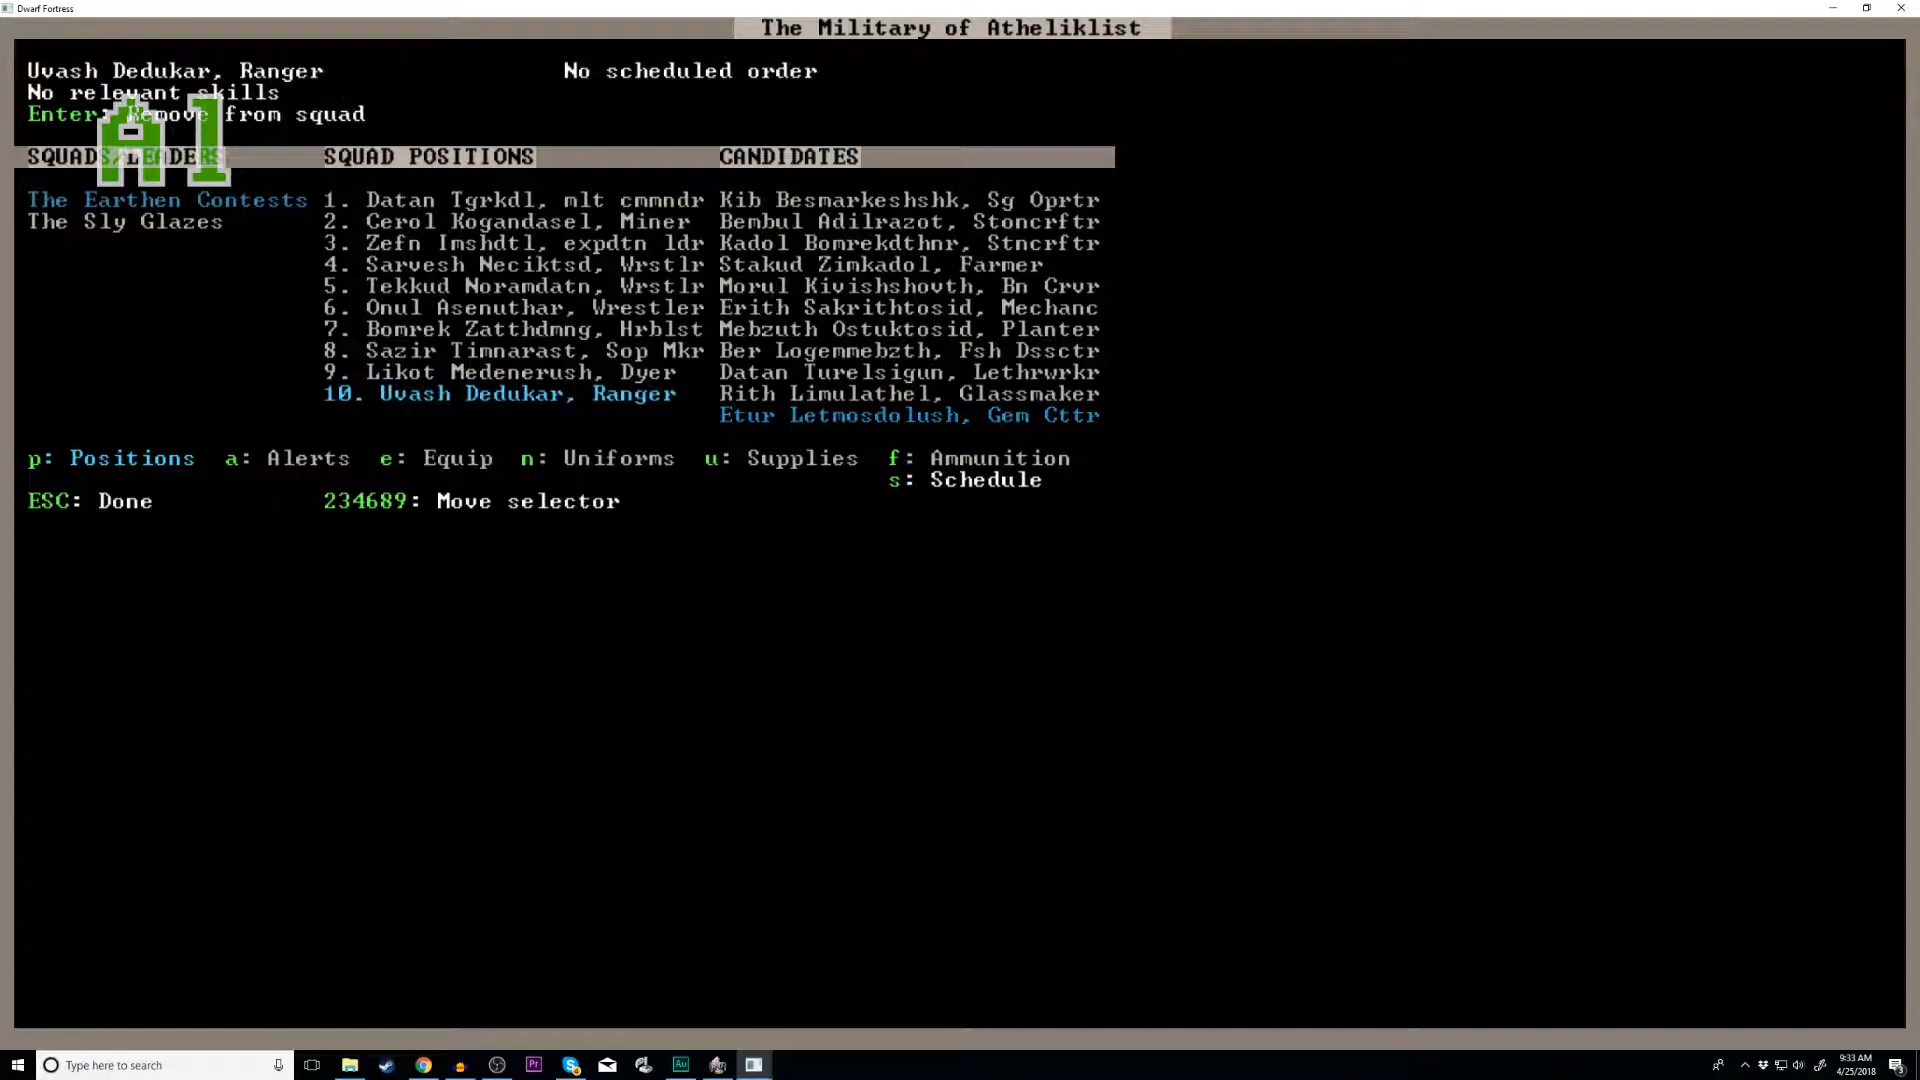 Dwarf Fortress
The Military of Atheliklist
Uvash Dedukar, Ranger No scheduled order
No relevant skills
Enter: Remove from squad
A1
SQUADS/LEADERS SQUAD POSITIONS CANDIDATES
The Earthen Contests 1. Datan Tgrkdl, mlt cmmndr Kib Besmarkeshshk, Sg Oprtr
The Sly Glazes 2. Cerol Kogandasel, Miner Bembul Adilrazot, Stoncrftr
3. Zefn Imshdtl, expdtn ldr Kadol Bomrekdthnr, Stncrftr
4. Sarvesh Neciktsd, Wrstlr Stakud Zimkadol, Farmer
5. Tekkud Noramdatn, Wrstlr Morul Kivishshovth, Bn Crvr
6. Onul Asenuthar, Wrestler Erith Sakrithtosid, Mechanc
7. Bomrek Zatthdmng, Hrblst Mebzuth Ostuktosid, Planter
8. Sazir Timnarast, Sop Mkr Ber Logemmebzth, Fsh Dssctr
9. Likot Medenerush, Dyer Datan Turelsigun, Lethrwrkr
10. Uvash Dedukar, Ranger Rith Limulathel, Glassmaker
Etur Letmosdolush, Gem Cttr
p: Positions a: Alerts e: Equip n: Uniforms u: Supplies f: Ammunition
s: Schedule
ESC: Done 234689: Move selector
Type here to search
Pr
Au
9:33 AM
4/25/2018